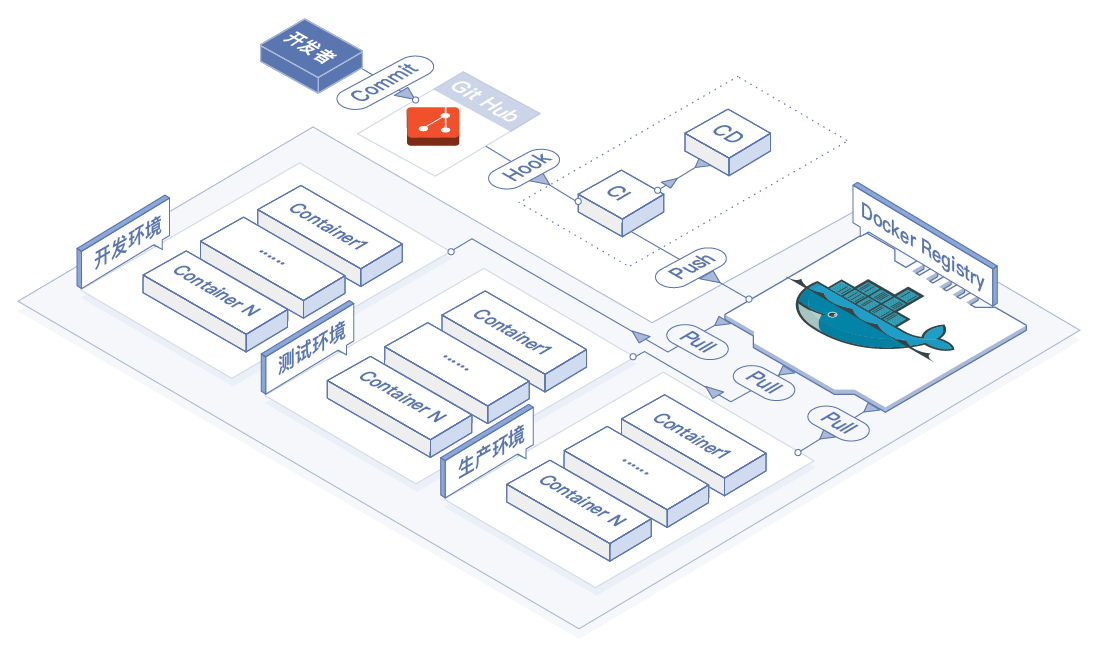 开发者
Commit
Git Hub
Hook
CI
CD
Push
Docker Registry
Pull
Pull
Pull
开发环境
Container1
······
Container N
测试环境
Container1
······
Container N
生产环境
Container1
······
Container N